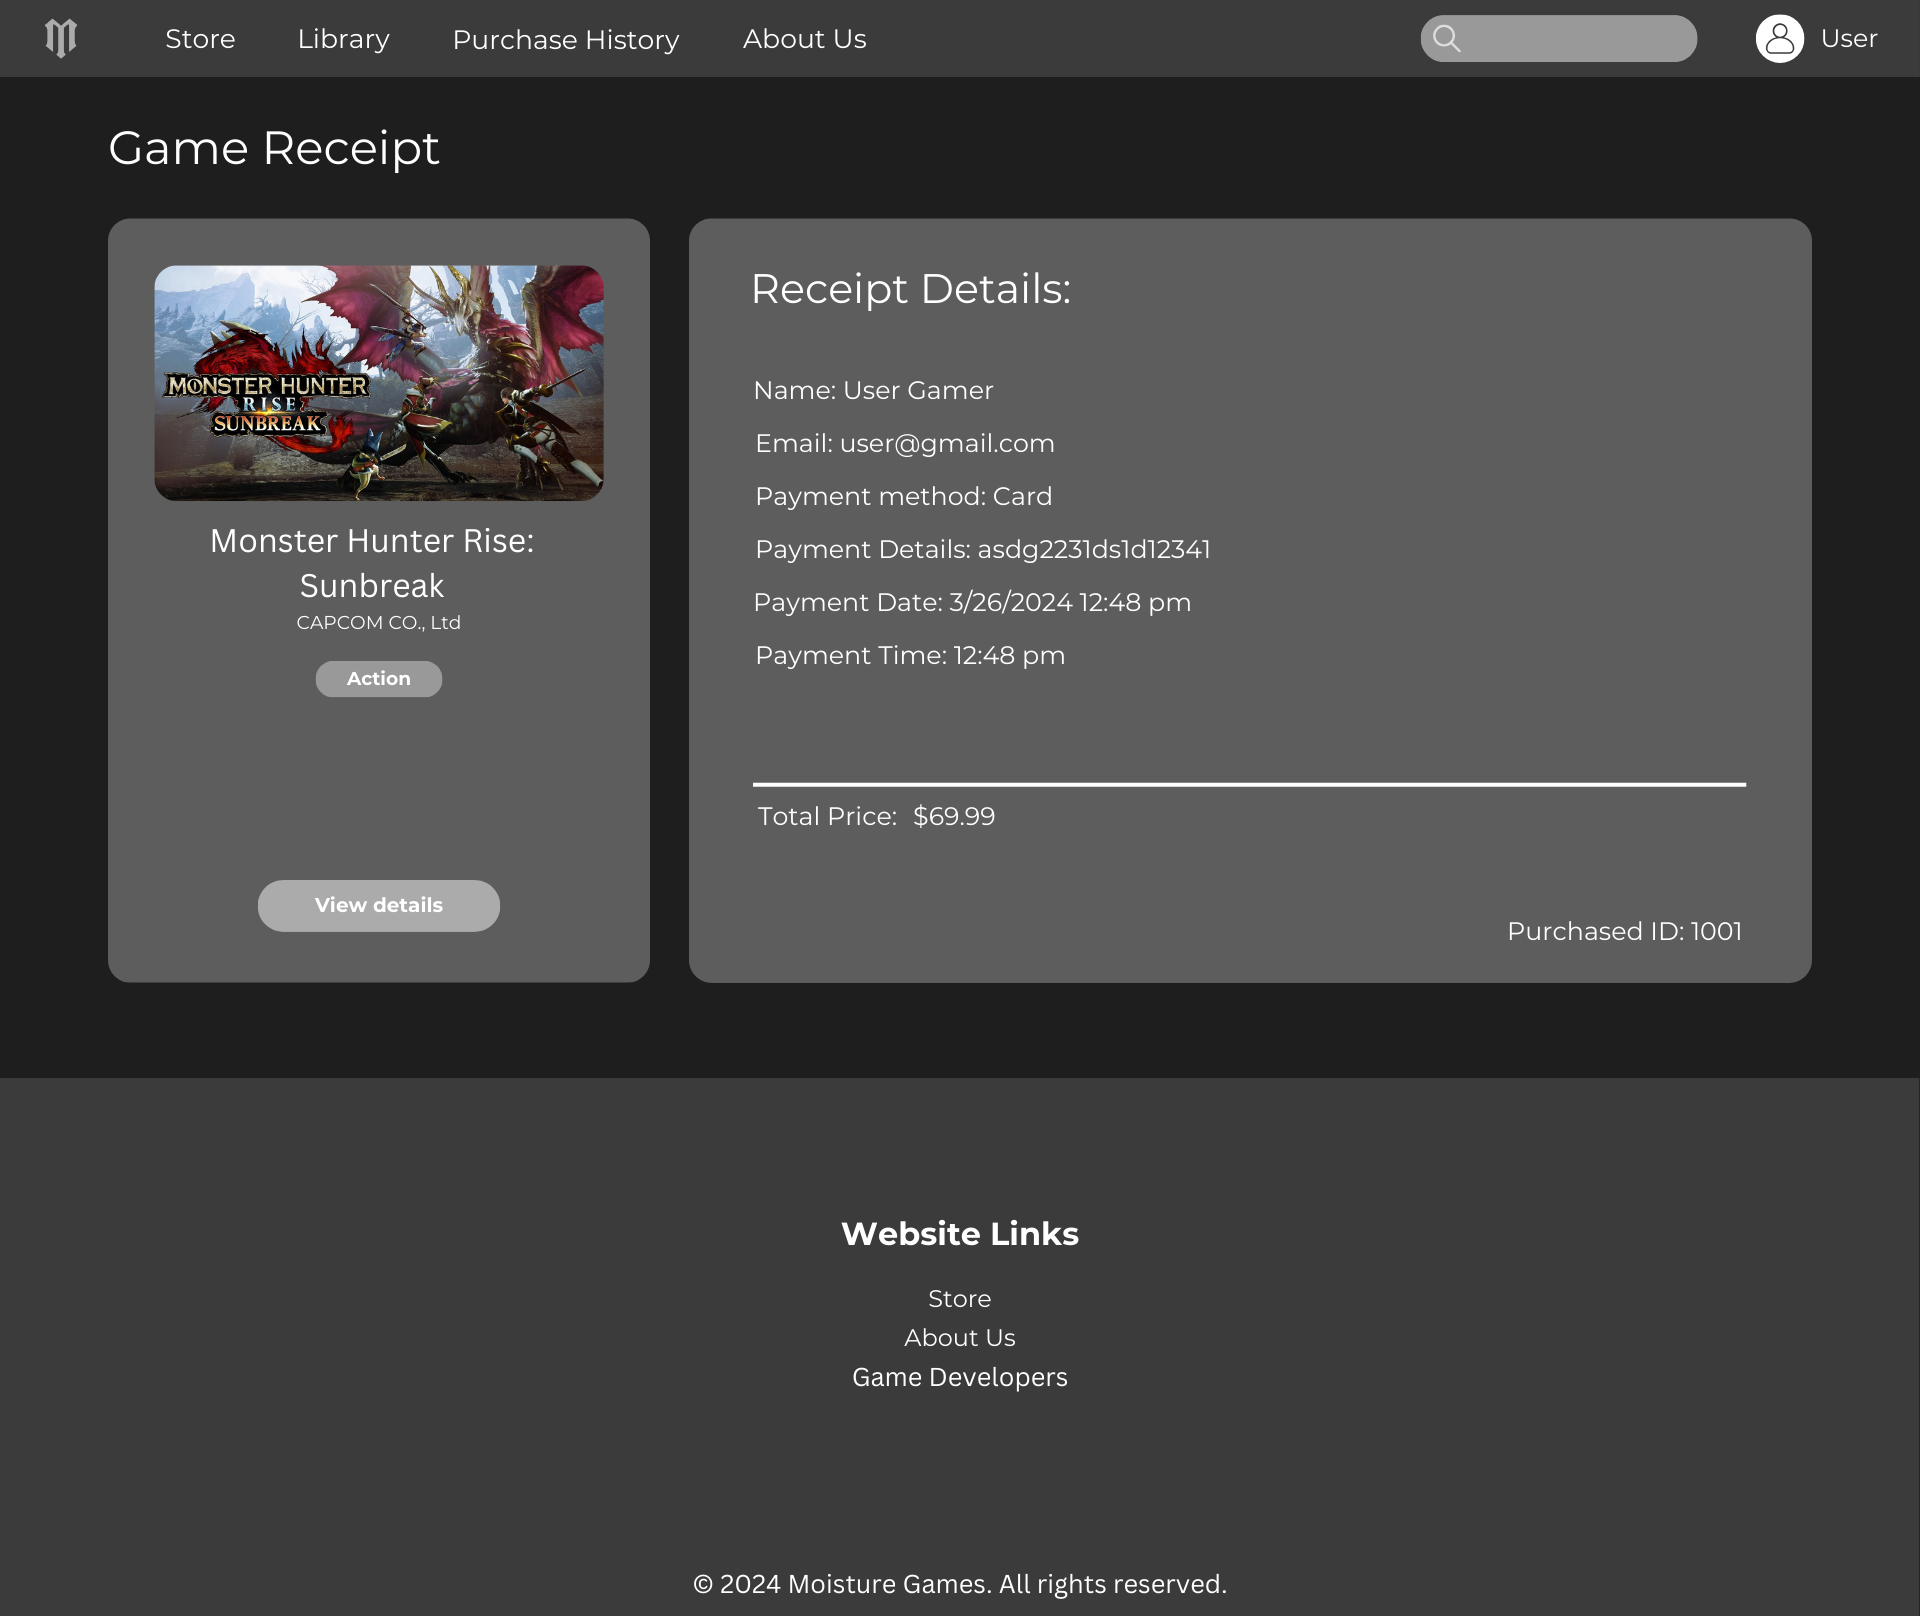 Store
Library
Purchase History
About Us
User
Game Receipt
MONSTER HUNTER
RISE
SUNBREAK
Monster Hunter Rise:
Sunbreak
CAPCOM CO., Ltd
Action
View details
Receipt Details:
Name: User Gamer
Email: user@gmail.com
Payment method: Card
Payment Details: asdg2231ds1d12341
Payment Date: 3/26/2024 12:48 pm
Payment Time: 12:48 pm
Total Price: $69.99
Purchased ID: 1001
Website Links
Store
About Us
Game Developers
© 2024 Moisture Games. All rights reserved.